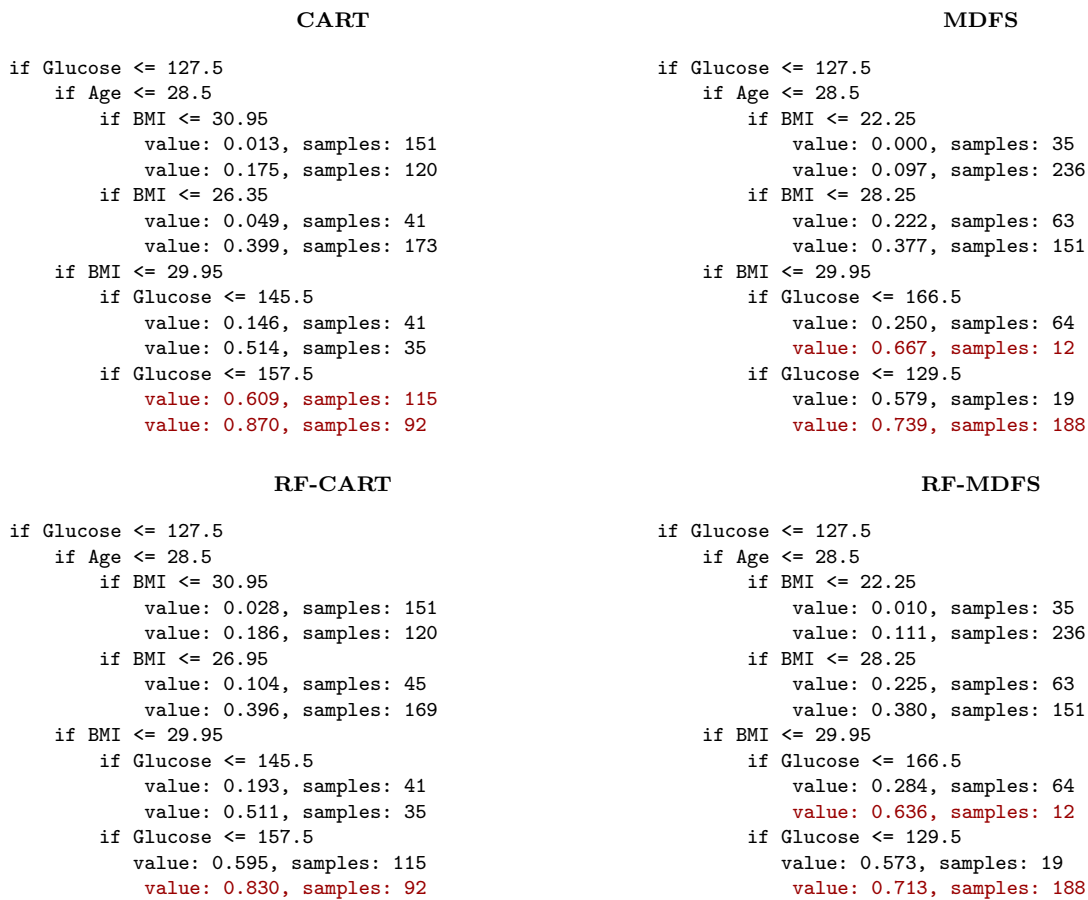 CART
if Glucose <= 127.5
    if Age <= 28.5
        if BMI <= 30.95
            value: 0.013, samples: 151
            value: 0.175, samples: 120
        if BMI <= 26.35
            value: 0.049, samples: 41
            value: 0.399, samples: 173
    if BMI <= 29.95
        if Glucose <= 145.5
            value: 0.146, samples: 41
            value: 0.514, samples: 35
        if Glucose <= 157.5
            value: 0.609, samples: 115
            value: 0.870, samples: 92
MDFS
if Glucose <= 127.5
    if Age <= 28.5
        if BMI <= 22.25
            value: 0.000, samples: 35
            value: 0.097, samples: 236
        if BMI <= 28.25
            value: 0.222, samples: 63
            value: 0.377, samples: 151
    if BMI <= 29.95
        if Glucose <= 166.5
            value: 0.250, samples: 64
            value: 0.667, samples: 12
        if Glucose <= 129.5
            value: 0.579, samples: 19
            value: 0.739, samples: 188
RF-CART
if Glucose <= 127.5
    if Age <= 28.5
        if BMI <= 30.95
            value: 0.028, samples: 151
            value: 0.186, samples: 120
        if BMI <= 26.95
            value: 0.104, samples: 45
            value: 0.396, samples: 169
    if BMI <= 29.95
        if Glucose <= 145.5
            value: 0.193, samples: 41
            value: 0.511, samples: 35
        if Glucose <= 157.5
           value: 0.595, samples: 115
            value: 0.830, samples: 92
RF-MDFS
if Glucose <= 127.5
    if Age <= 28.5
        if BMI <= 22.25
            value: 0.010, samples: 35
            value: 0.111, samples: 236
        if BMI <= 28.25
            value: 0.225, samples: 63
            value: 0.380, samples: 151
    if BMI <= 29.95
        if Glucose <= 166.5
            value: 0.284, samples: 64
            value: 0.636, samples: 12
        if Glucose <= 129.5
           value: 0.573, samples: 19
            value: 0.713, samples: 188